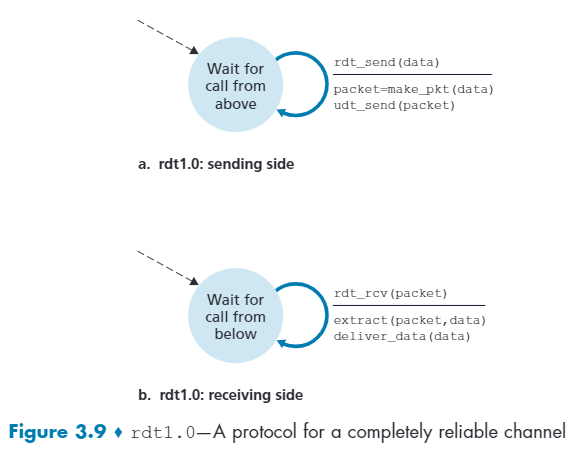 Wait for
call from
above
rdt_send(data)
packet=make_pkt(data)
udt_send(packet)
a. rdt1.0: sending side
Wait for
call from
below
rdt_rcv(packet)
extract(packet,data)
deliver_data(data)
b. rdt1.0: receiving side
Figure 3.9 ♦ rdt1.0—A protocol for a completely reliable channel